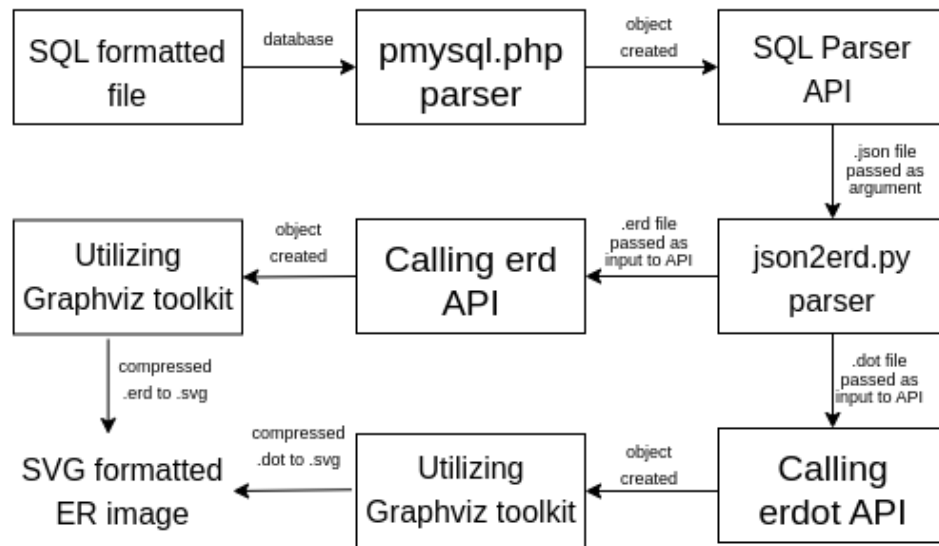 SQL formatted
file
database
pmysql.php
parser
object
created
SQL Parser
API
.json file
passed as
argument
json2erd.py
parser
.erd file
passed as
input to API
Calling erd
API
object
created
Utilizing
Graphviz toolkit
compressed
.erd to .svg
.dot file
passed as
input to API
Calling
erdot API
object
created
Utilizing
Graphviz toolkit
compressed
.dot to .svg
SVG formatted
ER image